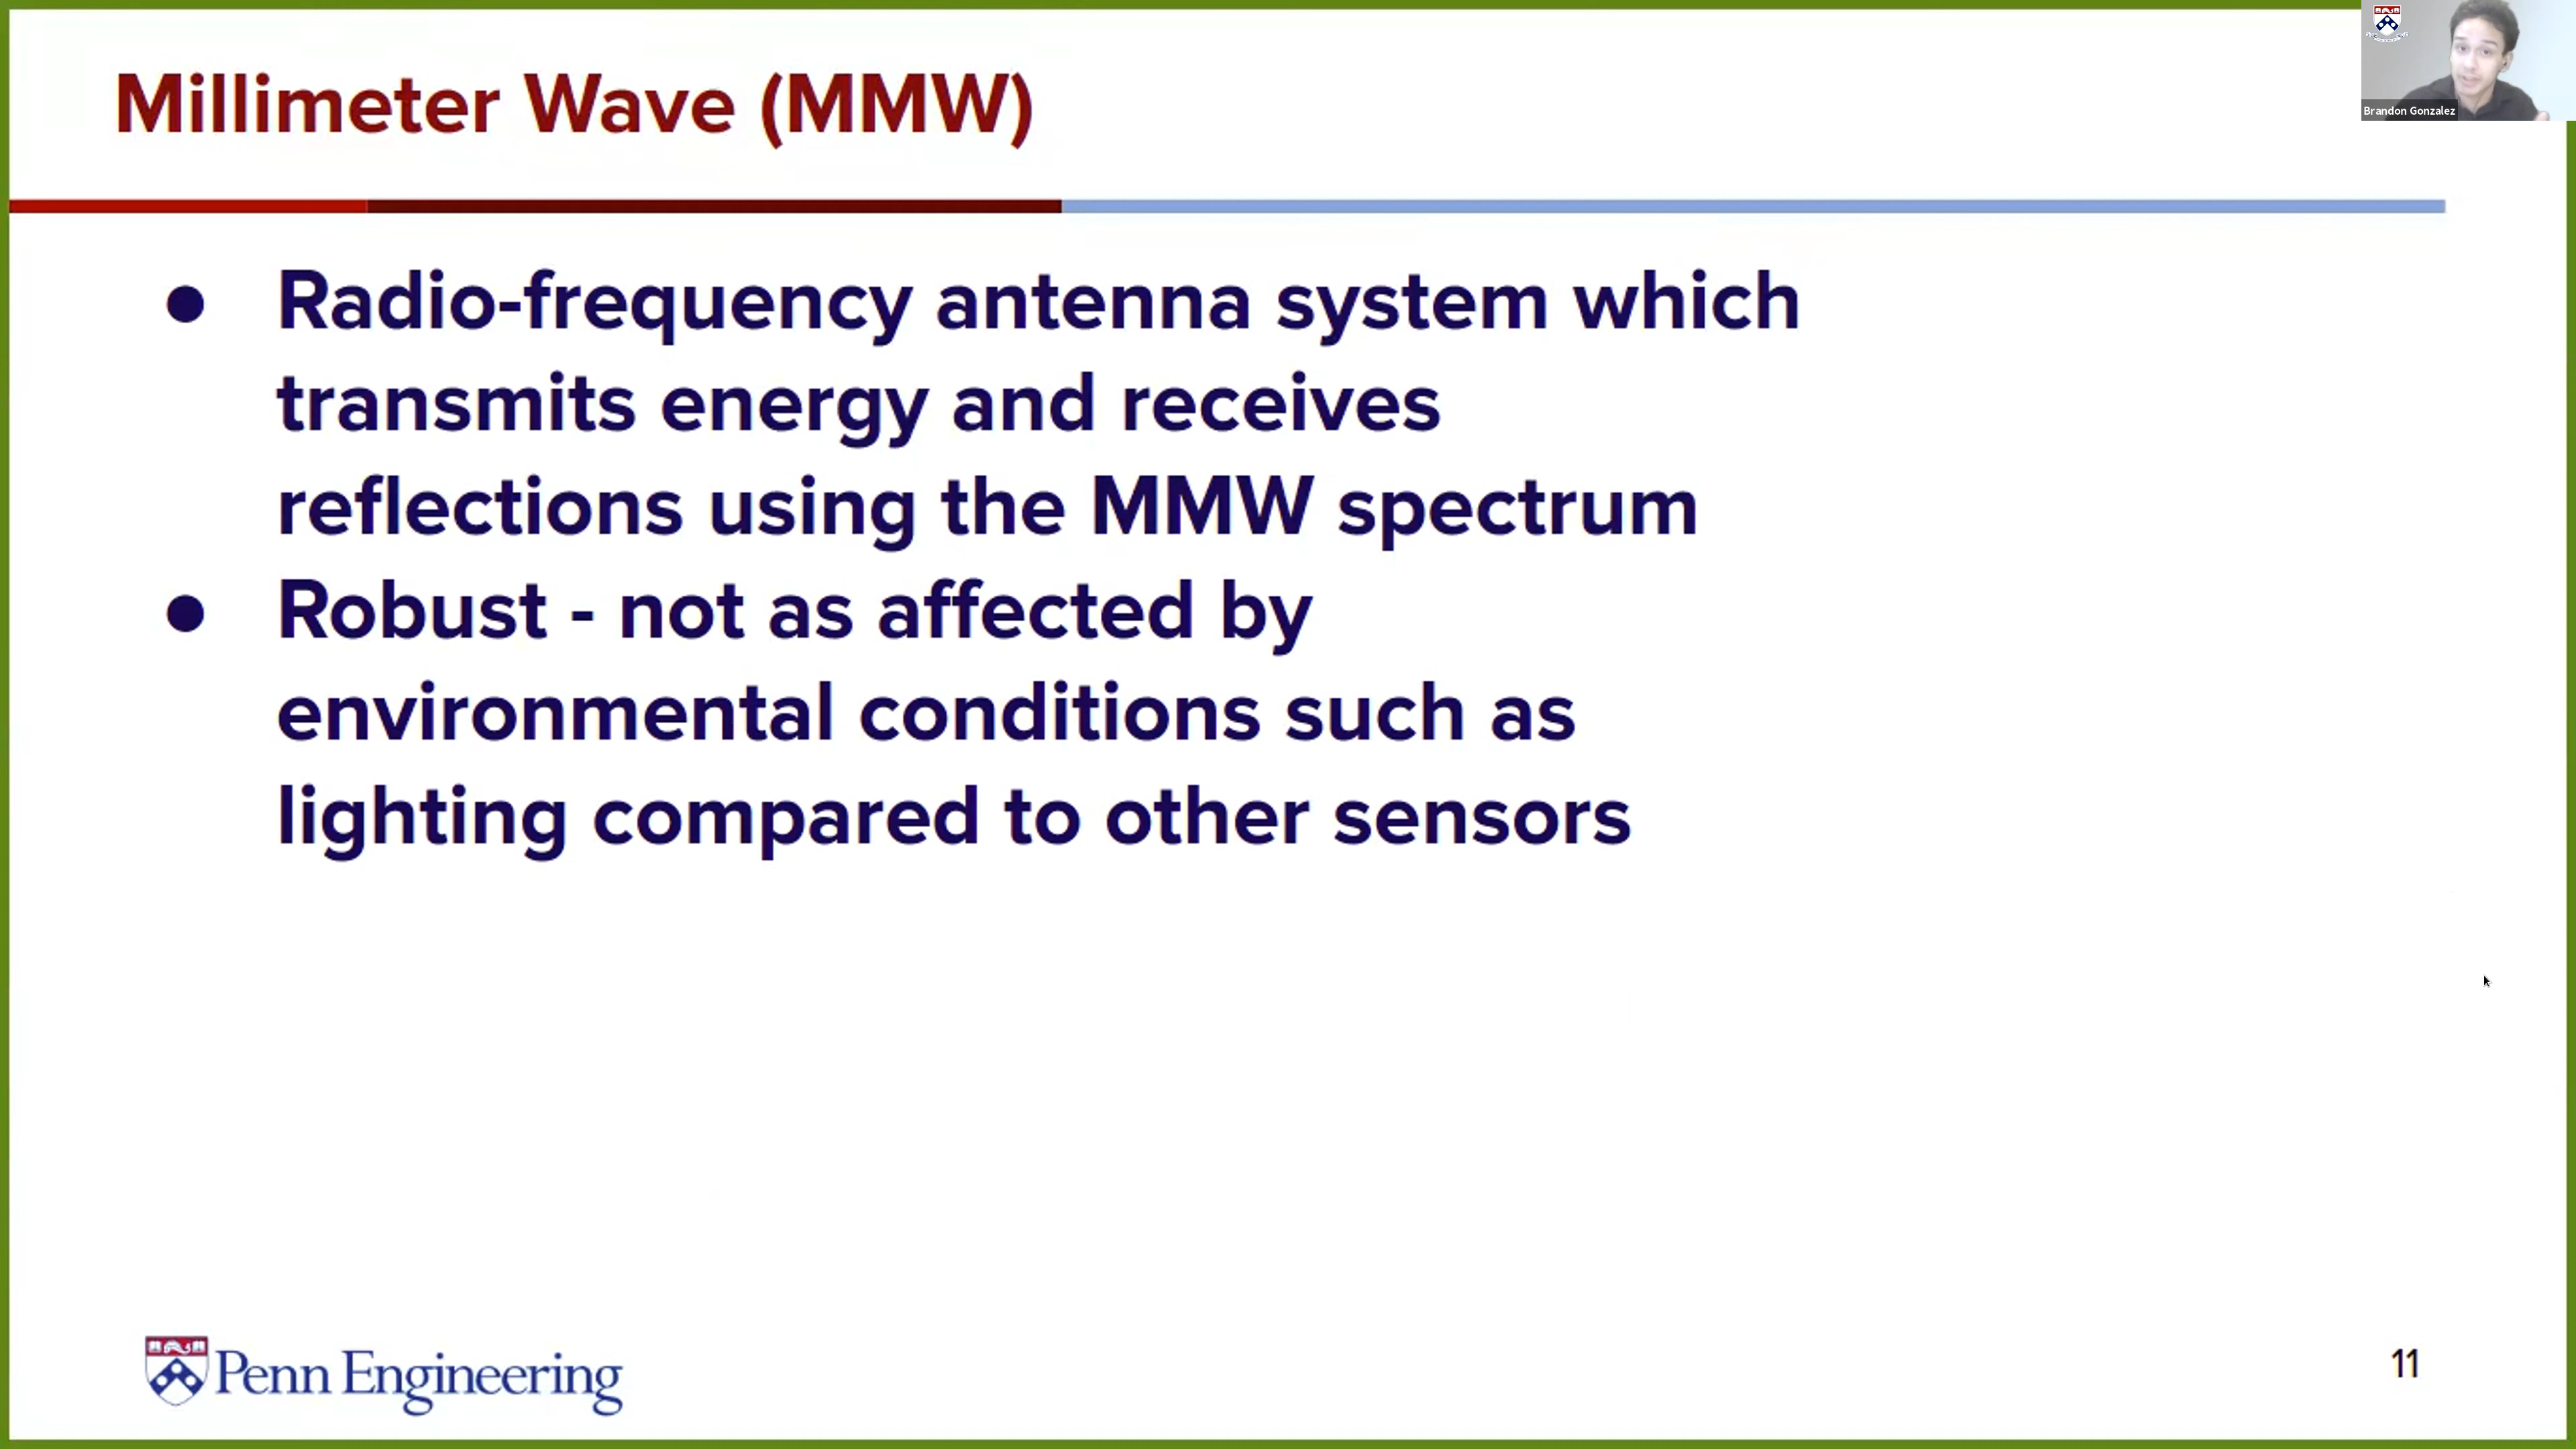 Millimeter Wave (MMW)
Brandon Gonzalez
● Radio-frequency antenna system which
transmits energy and receives
reflections using the MMW spectrum
● Robust - not as affected by
environmental conditions such as
lighting compared to other sensors
Penn Engineering
11